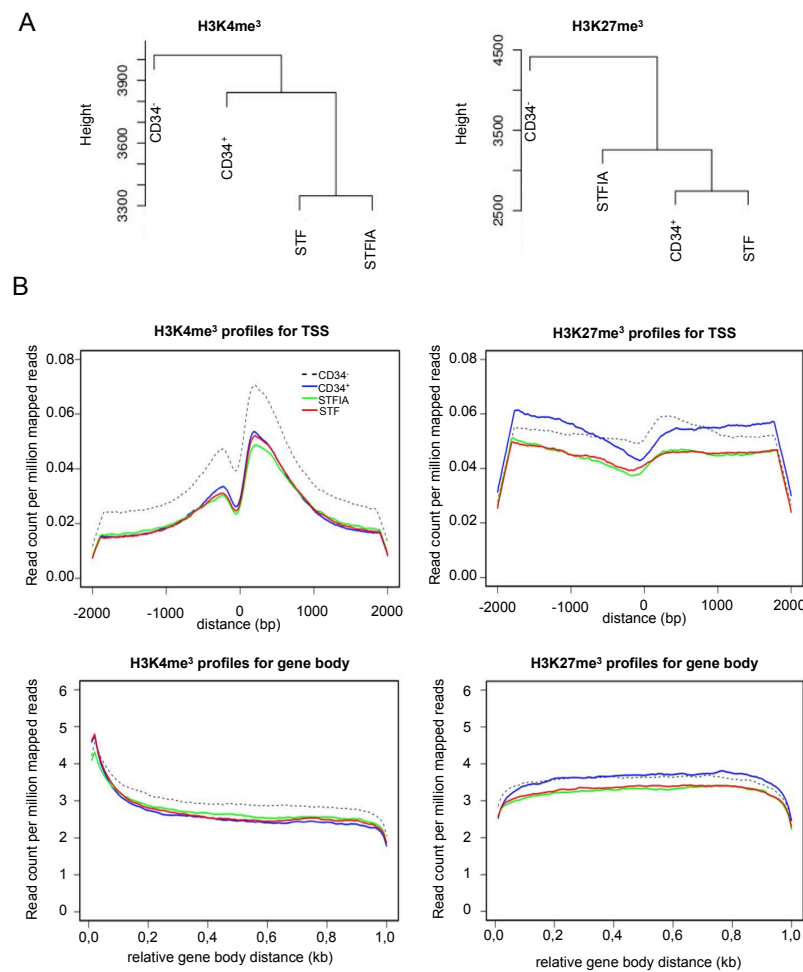 A
H3K4me³
H3K27me³
Height
3300
3600
3900
CD34⁻
CD34⁺
STF
STFIA
Height
2500
3500
4500
CD34⁻
STFIA
CD34⁺
STF
B
H3K4me³ profiles for TSS
Read count per million mapped reads
0.08
0.06
0.04
0.02
0.00
CD34⁻
CD34⁺
STFIA
STF
-2000 -1000 0 1000 2000
distance (bp)
H3K27me³ profiles for TSS
Read count per million mapped reads
0.08
0.06
0.04
0.02
0.00
-2000 -1000 0 1000 2000
distance (bp)
H3K4me³ profiles for gene body
Read count per million mapped reads
6
5
4
3
2
1
0
0,0 0,2 0,4 0,6 0,8 1,0
relative gene body distance (kb)
H3K27me³ profiles for gene body
Read count per million mapped reads
6
5
4
3
2
1
0
0,0 0,2 0,4 0,6 0,8 1,0
relative gene body distance (kb)